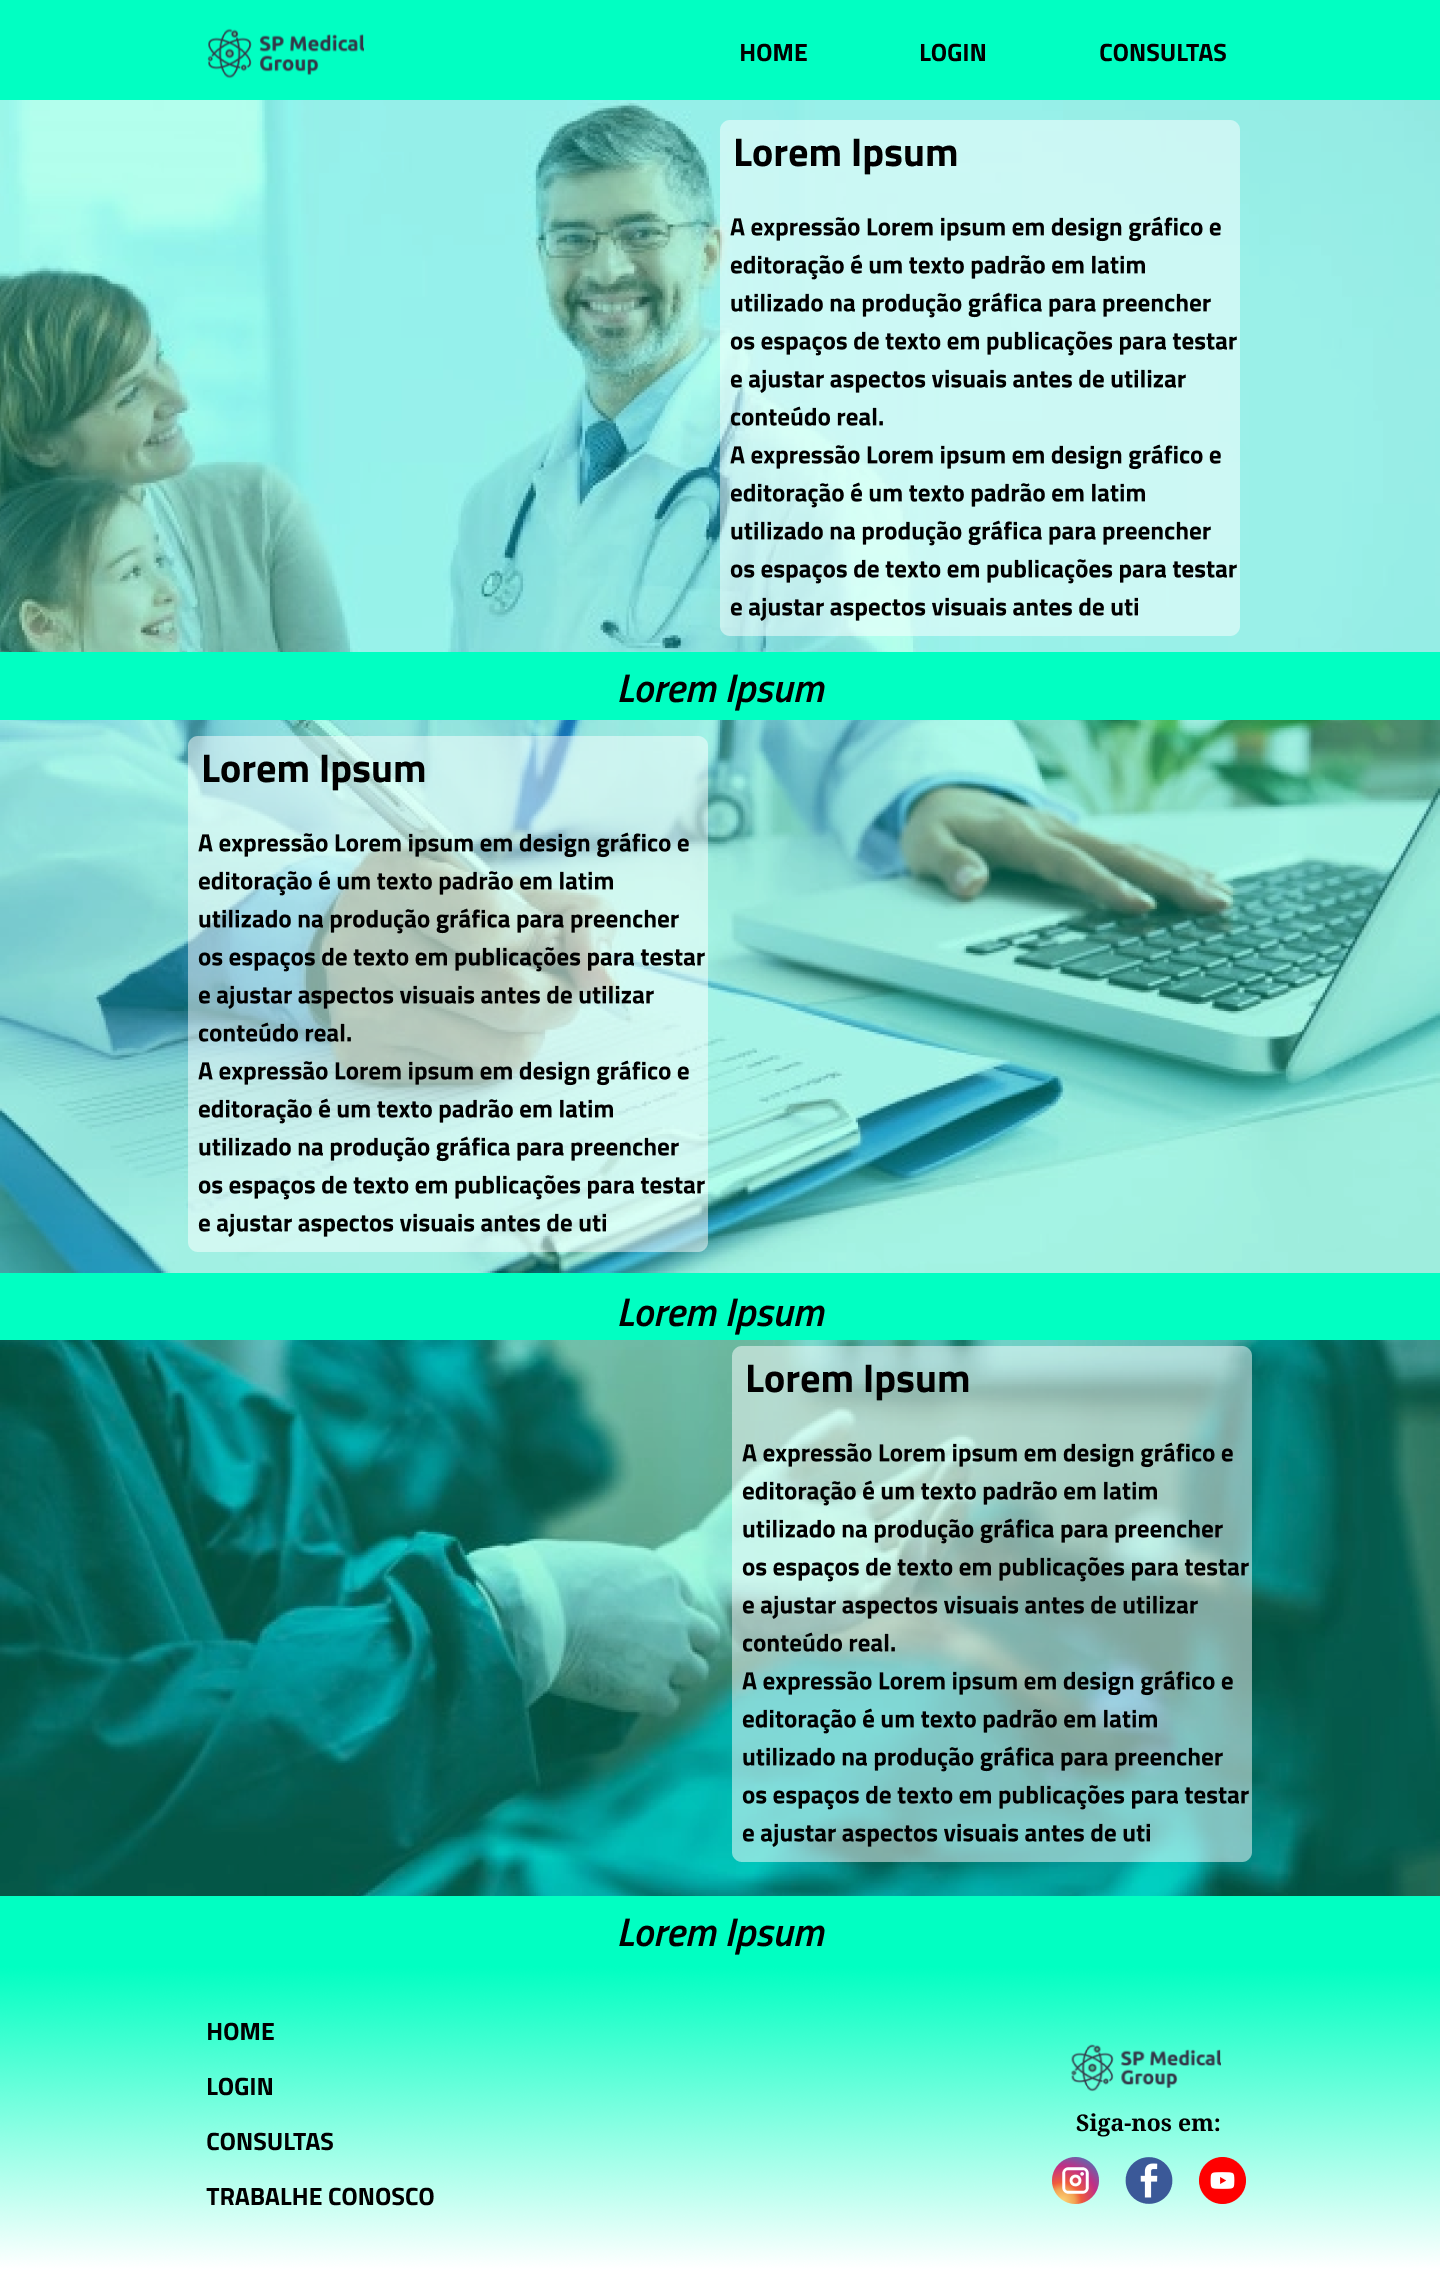 SP Medical
Group
HOME
LOGIN
CONSULTAS
Lorem Ipsum
A expressão Lorem ipsum em design gráfico e
editoração é um texto padrão em latim
utilizado na produção gráfica para preencher
os espaços de texto em publicações para testar
e ajustar aspectos visuais antes de utilizar
conteúdo real.
A expressão Lorem ipsum em design gráfico e
editoração é um texto padrão em latim
utilizado na produção gráfica para preencher
os espaços de texto em publicações para testar
e ajustar aspectos visuais antes de uti
Lorem Ipsum
Lorem Ipsum
A expressão Lorem ipsum em design gráfico e
editoração é um texto padrão em latim
utilizado na produção gráfica para preencher
os espaços de texto em publicações para testar
e ajustar aspectos visuais antes de utilizar
conteúdo real.
A expressão Lorem ipsum em design gráfico e
editoração é um texto padrão em latim
utilizado na produção gráfica para preencher
os espaços de texto em publicações para testar
e ajustar aspectos visuais antes de uti
Lorem Ipsum
Lorem Ipsum
A expressão Lorem ipsum em design gráfico e
editoração é um texto padrão em latim
utilizado na produção gráfica para preencher
os espaços de texto em publicações para testar
e ajustar aspectos visuais antes de utilizar
conteúdo real.
A expressão Lorem ipsum em design gráfico e
editoração é um texto padrão em latim
utilizado na produção gráfica para preencher
os espaços de texto em publicações para testar
e ajustar aspectos visuais antes de uti
Lorem Ipsum
HOME
LOGIN
CONSULTAS
TRABALHE CONOSCO
SP Medical
Group
Siga-nos em: